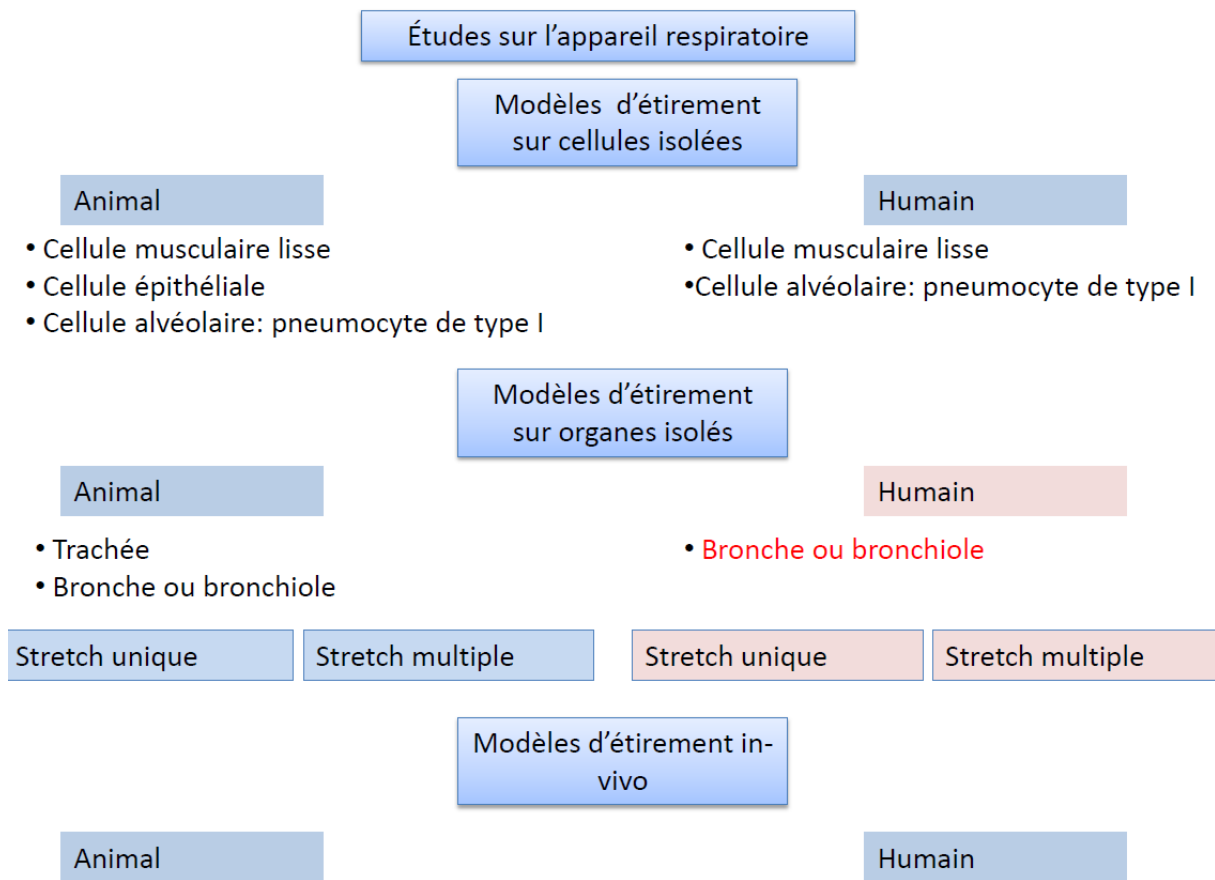 Études sur l’appareil respiratoire
Modèles d’étirement
sur cellules isolées
Animal
• Cellule musculaire lisse
• Cellule épithéliale
• Cellule alvéolaire: pneumocyte de type I
Humain
• Cellule musculaire lisse
•Cellule alvéolaire: pneumocyte de type I
Modèles d’étirement
sur organes isolés
Animal
• Trachée
• Bronche ou bronchiole
Humain
• Bronche ou bronchiole
Stretch unique
Stretch multiple
Stretch unique
Stretch multiple
Modèles d’étirement in-
vivo
Animal
Humain